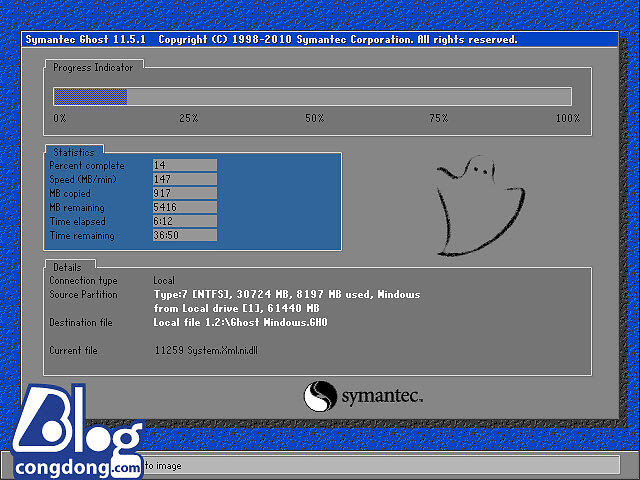 Symantec Ghost 11.5.1 Copyright (C) 1998-2010 Symantec Corporation. All rights reserved.
Progress Indicator
0% 25% 50% 75% 100%
Statistics
Percent complete 14
Speed (MB/min) 147
MB copied 917
MB remaining 5416
Time elapsed 6:12
Time remaining 36:50
Details
Connection type Local
Source Partition Type:7 [NTFS], 30724 MB, 8197 MB used, Windows
from Local drive [1], 61440 MB
Destination file Local file 1.2:\Ghost Windows.GHO
Current file 11259 System.Xml.ni.dll
symantec.
Blog
congdong.com
to image